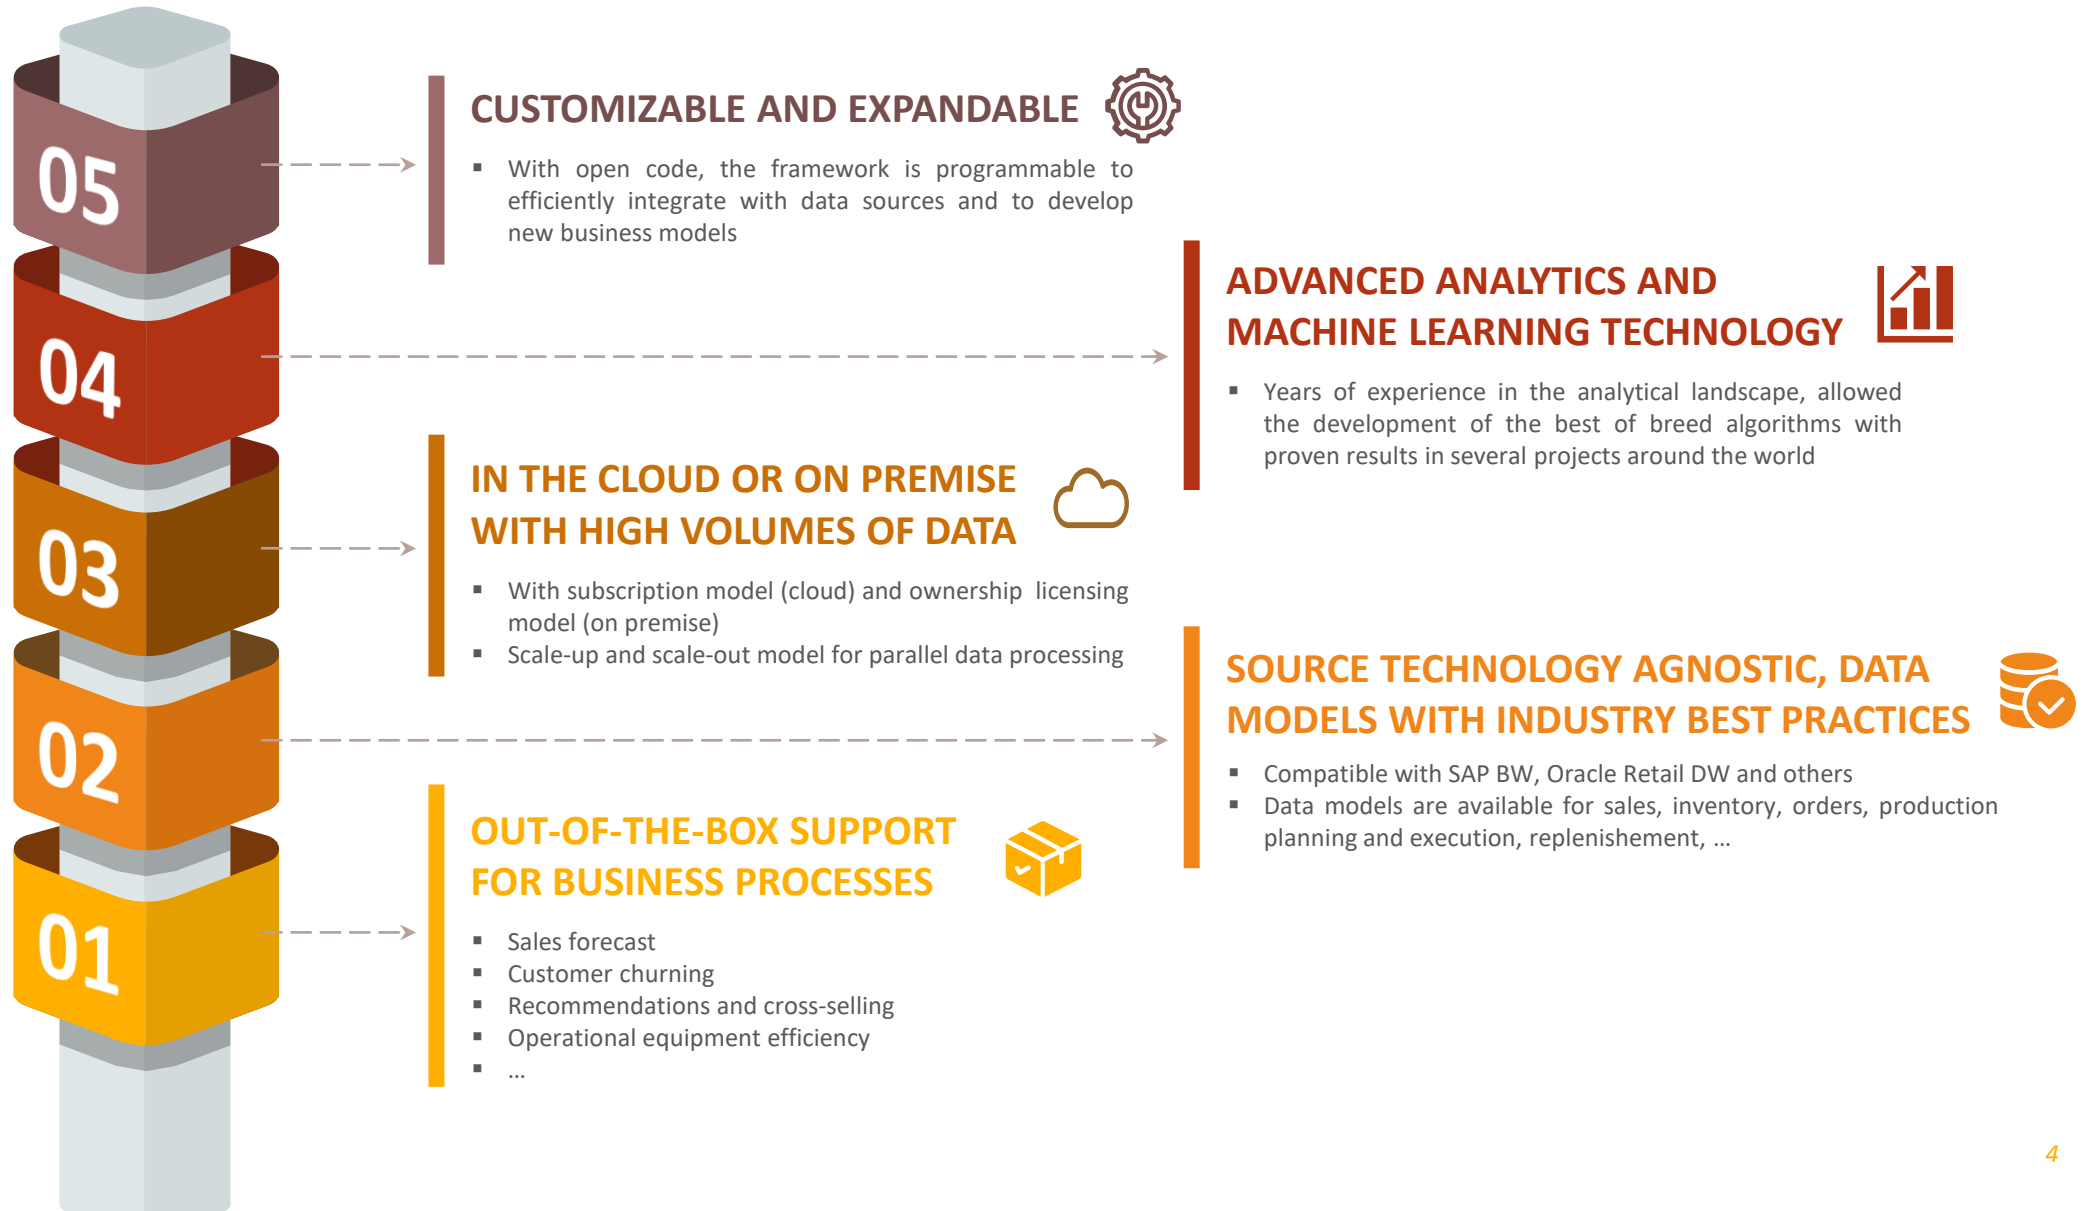 05
CUSTOMIZABLE AND EXPANDABLE
▪ With open code, the framework is programmable to
efficiently integrate with data sources and to develop
new business models
04
ADVANCED ANALYTICS AND
MACHINE LEARNING TECHNOLOGY
▪ Years of experience in the analytical landscape, allowed
the development of the best of breed algorithms with
proven results in several projects around the world
03
IN THE CLOUD OR ON PREMISE
WITH HIGH VOLUMES OF DATA
▪ With subscription model (cloud) and ownership licensing
model (on premise)
▪ Scale-up and scale-out model for parallel data processing
02
SOURCE TECHNOLOGY AGNOSTIC, DATA
MODELS WITH INDUSTRY BEST PRACTICES
▪ Compatible with SAP BW, Oracle Retail DW and others
▪ Data models are available for sales, inventory, orders, production
planning and execution, replenishement, ...
01
OUT-OF-THE-BOX SUPPORT
FOR BUSINESS PROCESSES
▪ Sales forecast
▪ Customer churning
▪ Recommendations and cross-selling
▪ Operational equipment efficiency
▪ ...
4